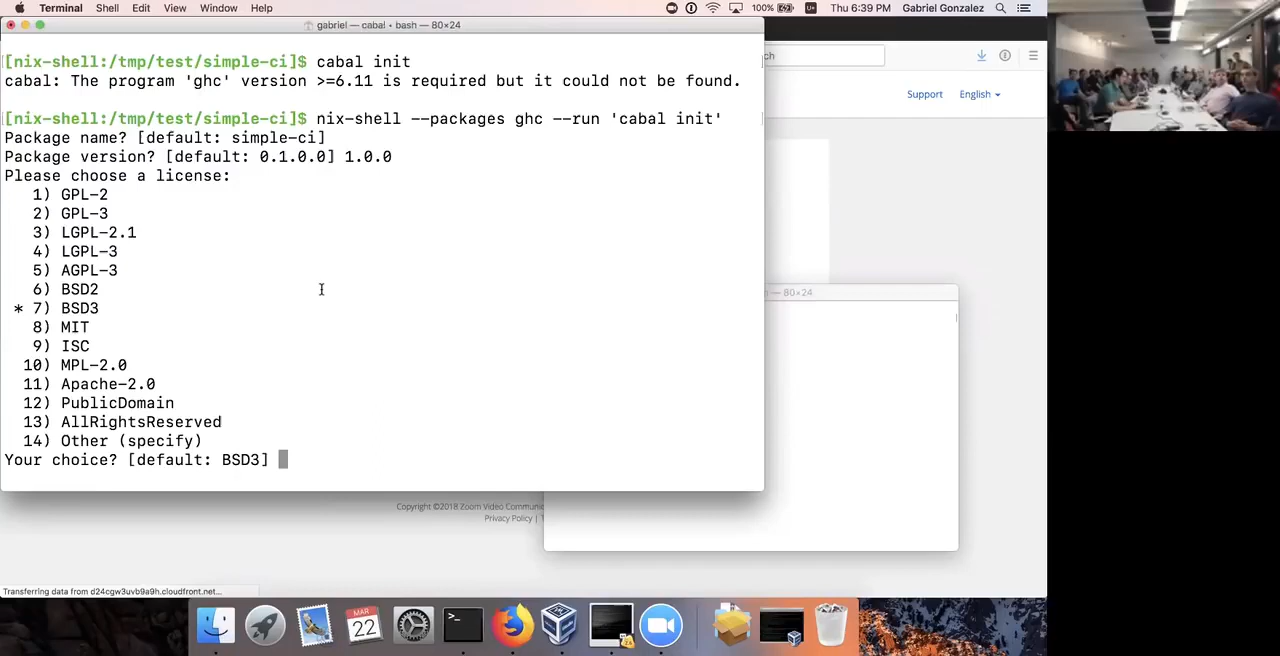 Terminal Shell Edit View Window Help 100% Thu 6:39 PM Gabriel Gonzalez
gabriel — cabal • bash — 80×24
[nix-shell:/tmp/test/simple-ci]$ cabal init
cabal: The program 'ghc' version >=6.11 is required but it could not be found.
[nix-shell:/tmp/test/simple-ci]$ nix-shell --packages ghc --run 'cabal init'
Package name? [default: simple-ci]
Package version? [default: 0.1.0.0] 1.0.0
Please choose a license:
1) GPL-2
2) GPL-3
3) LGPL-2.1
4) LGPL-3
5) AGPL-3
6) BSD2
* 7) BSD3
8) MIT
9) ISC
10) MPL-2.0
11) Apache-2.0
12) PublicDomain
13) AllRightsReserved
14) Other (specify)
Your choice? [default: BSD3]
Support English
— 80×24
Copyright ©2018 Zoom Video
Privacy Policy |
Transferring data from d24cgw3uvb9a9h.cloudfront.net...
MAR
22